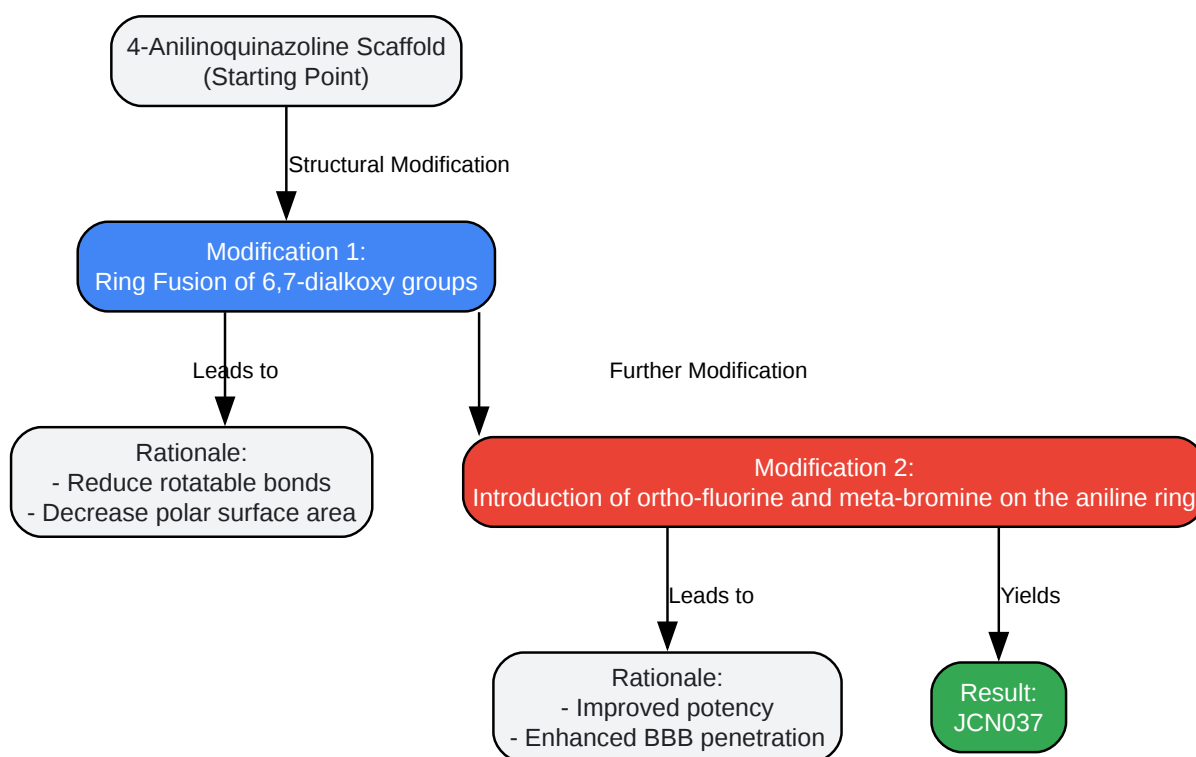 4-Anilinoquinazoline Scaffold
(Starting Point)
Structural Modification
Modification 1:
Ring Fusion of 6,7-dialkoxy groups
Leads to
Further Modification
Rationale:
- Reduce rotatable bonds
- Decrease polar surface area
Modification 2:
Introduction of ortho-fluorine and meta-bromine on the aniline ring
Leads to
Yields
Rationale:
- Improved potency
- Enhanced BBB penetration
Result:
JCN037